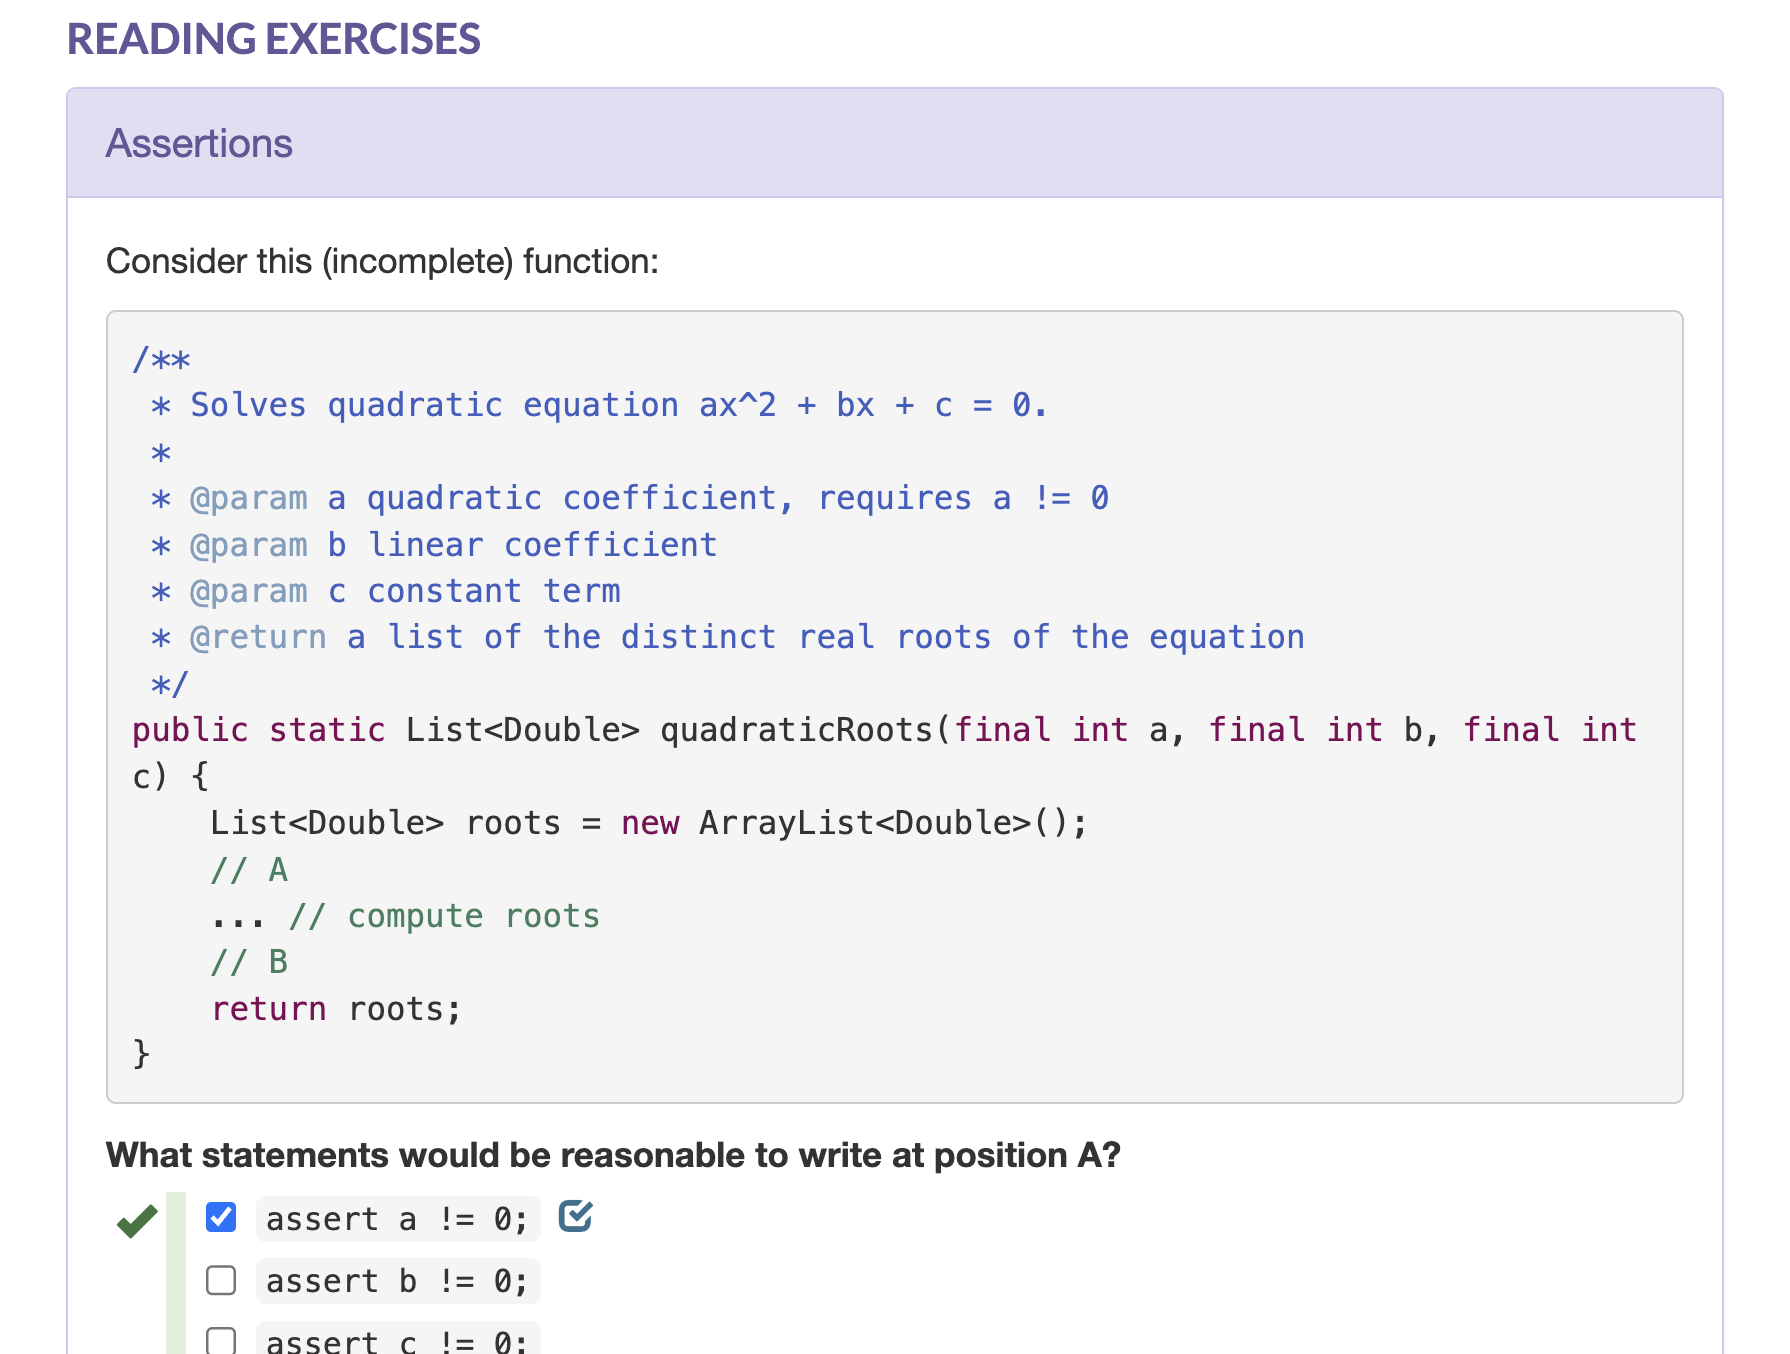 READING EXERCISES
Assertions
Consider this (incomplete) function:
/**
 * Solves quadratic equation ax^2 + bx + c = 0.
 *
 * @param a quadratic coefficient, requires a != 0
 * @param b linear coefficient
 * @param c constant term
 * @return a list of the distinct real roots of the equation
 */
public static List<Double> quadraticRoots(final int a, final int b, final int
c) {
    List<Double> roots = new ArrayList<Double>();
    // A
    ... // compute roots
    // B
    return roots;
}
What statements would be reasonable to write at position A?
assert a != 0;
assert b != 0;
assert c != 0;